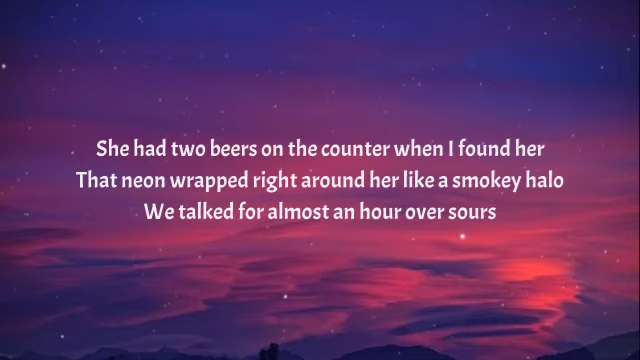 She had two beers on the counter when I found her
That neon wrapped right around her like a smokey halo
We talked for almost an hour over sours